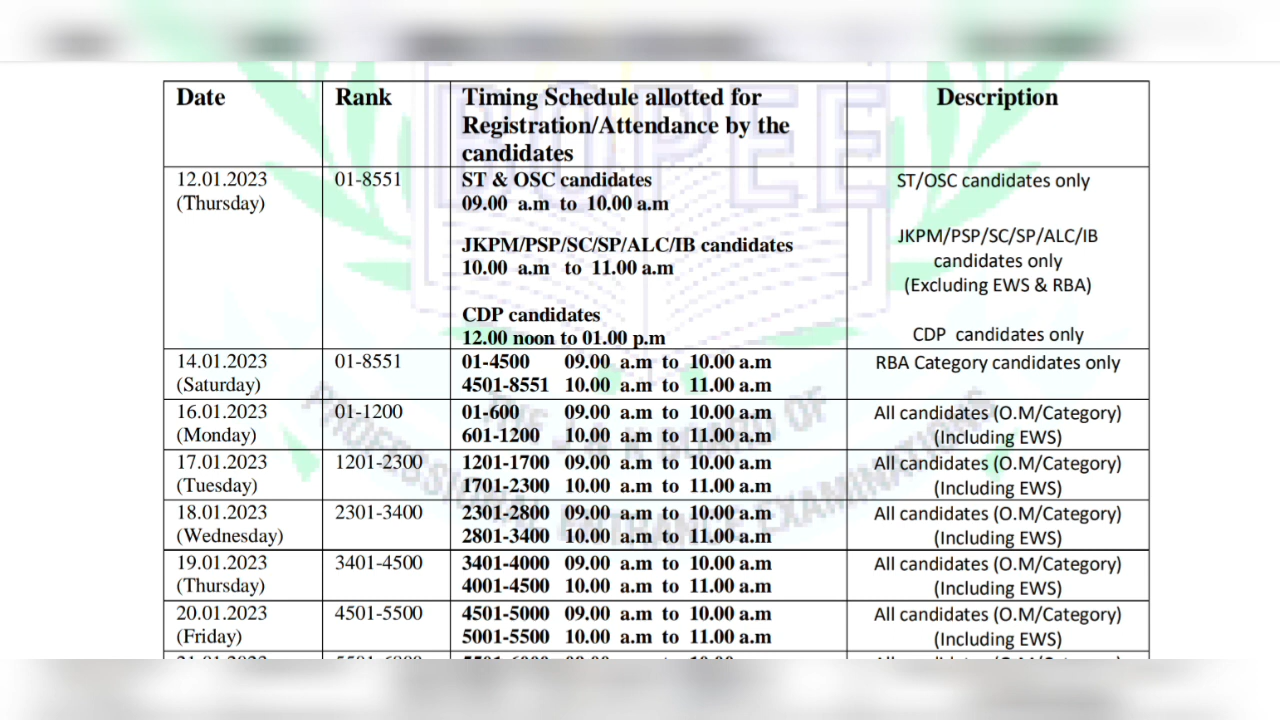 Date Rank Timing Schedule allotted for Description
Registration/Attendance by the
candidates
12.01.2023 01-8551 ST & OSC candidates ST/OSC candidates only
(Thursday) 09.00 a.m to 10.00 a.m
JKPM/PSP/SC/SP/ALC/IB candidates JKPM/PSP/SC/SP/ALC/IB
10.00 a.m to 11.00 a.m candidates only
(Excluding EWS & RBA)
CDP candidates CDP candidates only
12.00 noon to 01.00 p.m
14.01.2023 01-8551 01-4500 09.00 a.m to 10.00 a.m RBA Category candidates only
(Saturday) 4501-8551 10.00 a.m to 11.00 a.m
16.01.2023 01-1200 01-600 09.00 a.m to 10.00 a.m All candidates (O.M/Category)
(Monday) 601-1200 10.00 a.m to 11.00 a.m (Including EWS)
17.01.2023 1201-2300 1201-1700 09.00 a.m to 10.00 a.m All candidates (O.M/Category)
(Tuesday) 1701-2300 10.00 a.m to 11.00 a.m (Including EWS)
18.01.2023 2301-3400 2301-2800 09.00 a.m to 10.00 a.m All candidates (O.M/Category)
(Wednesday) 2801-3400 10.00 a.m to 11.00 a.m (Including EWS)
19.01.2023 3401-4500 3401-4000 09.00 a.m to 10.00 a.m All candidates (O.M/Category)
(Thursday) 4001-4500 10.00 a.m to 11.00 a.m (Including EWS)
20.01.2023 4501-5500 4501-5000 09.00 a.m to 10.00 a.m All candidates (O.M/Category)
(Friday) 5001-5500 10.00 a.m to 11.00 a.m (Including EWS)
BOPEE
THE J & K BOARD OF
PROFESSIONAL ENTRANCE EXAMINATIONS